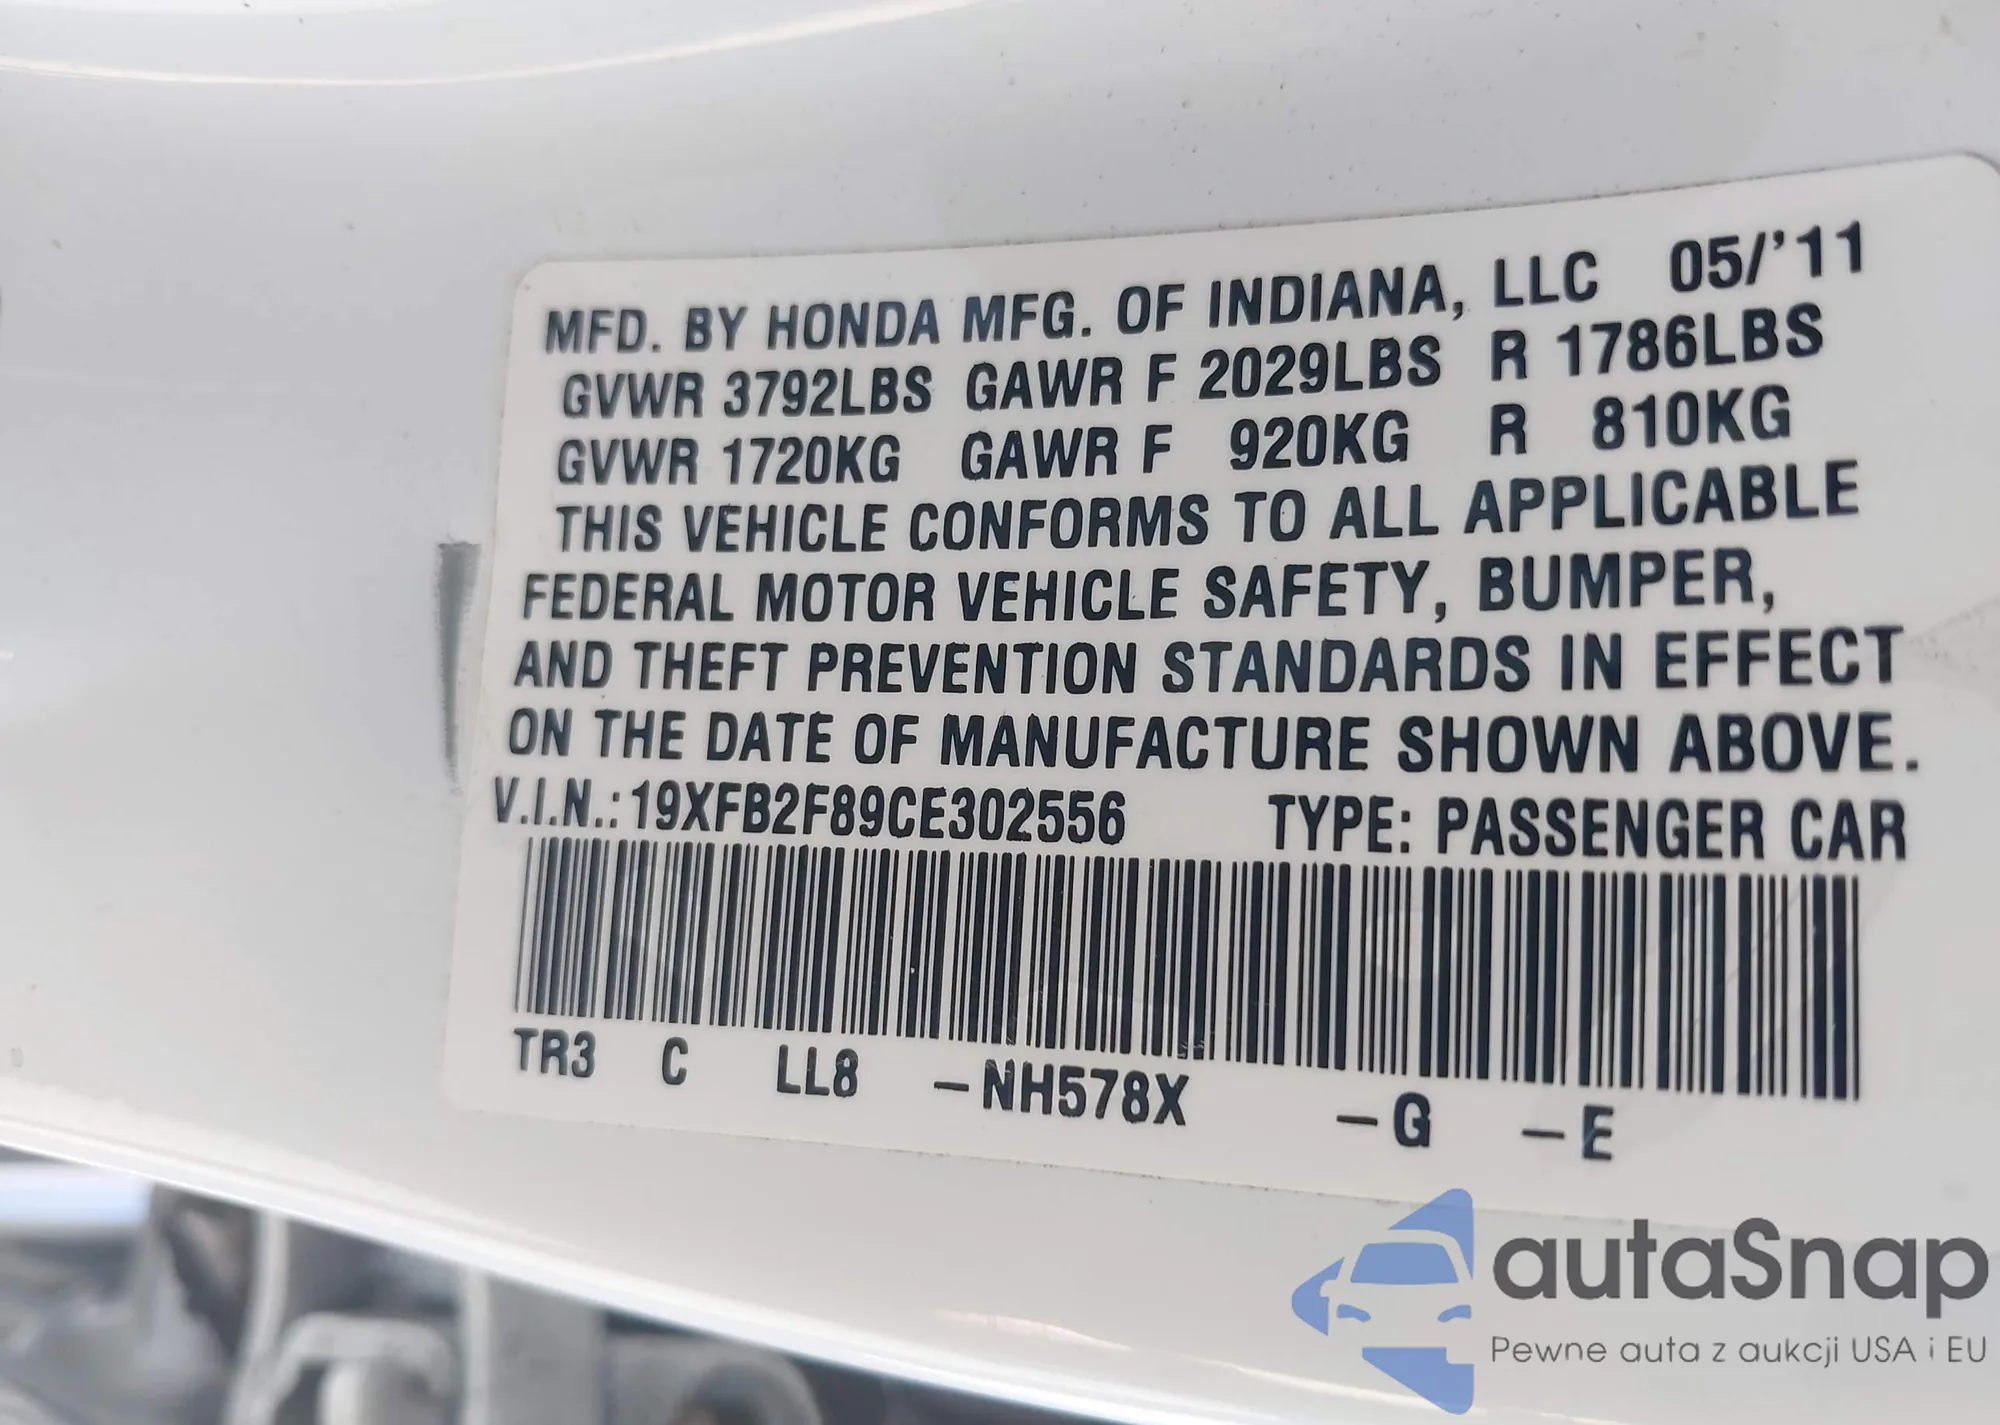 MFD. BY HONDA MFG. OF INDIANA, LLC 05/'11
GVWR 3792LBS GAWR F 2029LBS R 1786LBS
GVWR 1720KG GAWR F 920KG R 810KG
THIS VEHICLE CONFORMS TO ALL APPLICABLE
FEDERAL MOTOR VEHICLE SAFETY, BUMPER,
AND THEFT PREVENTION STANDARDS IN EFFECT
ON THE DATE OF MANUFACTURE SHOWN ABOVE.
V.I.N.: 19XFB2F89CE302556 TYPE: PASSENGER CAR
TR3 C LL8 –NH578X –G –E
autaSnap
Pewne auta z aukcji USA i EU